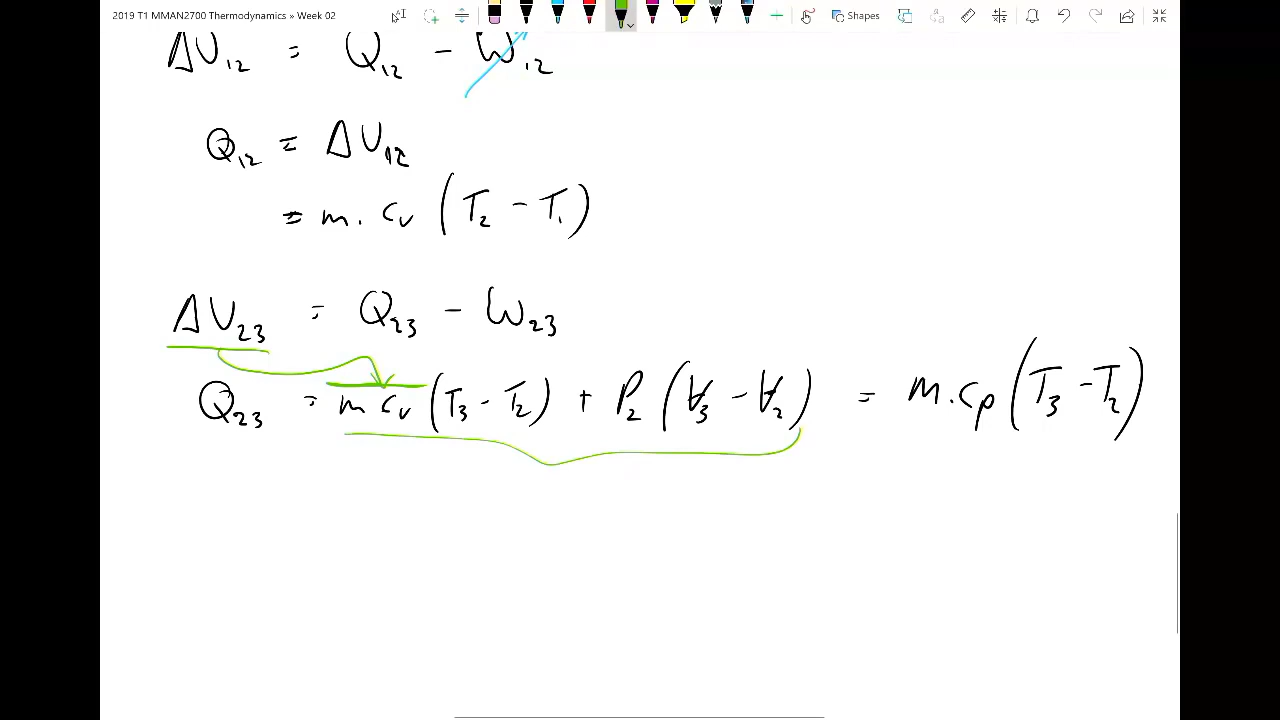 2019 T1 MMAN2700 Thermodynamics » Week 02
Shapes
ΔU₁₂ = Q₁₂ - W₁₂
Q₁₂ = ΔU₁₂
= m. Cv (T₂ - T₁)
ΔU₂₃ = Q₂₃ - W₂₃
Q₂₃ = m Cv (T₃ - T₂) + P₂ (V₃ - V₂) = m. Cp (T₃ - T₂)